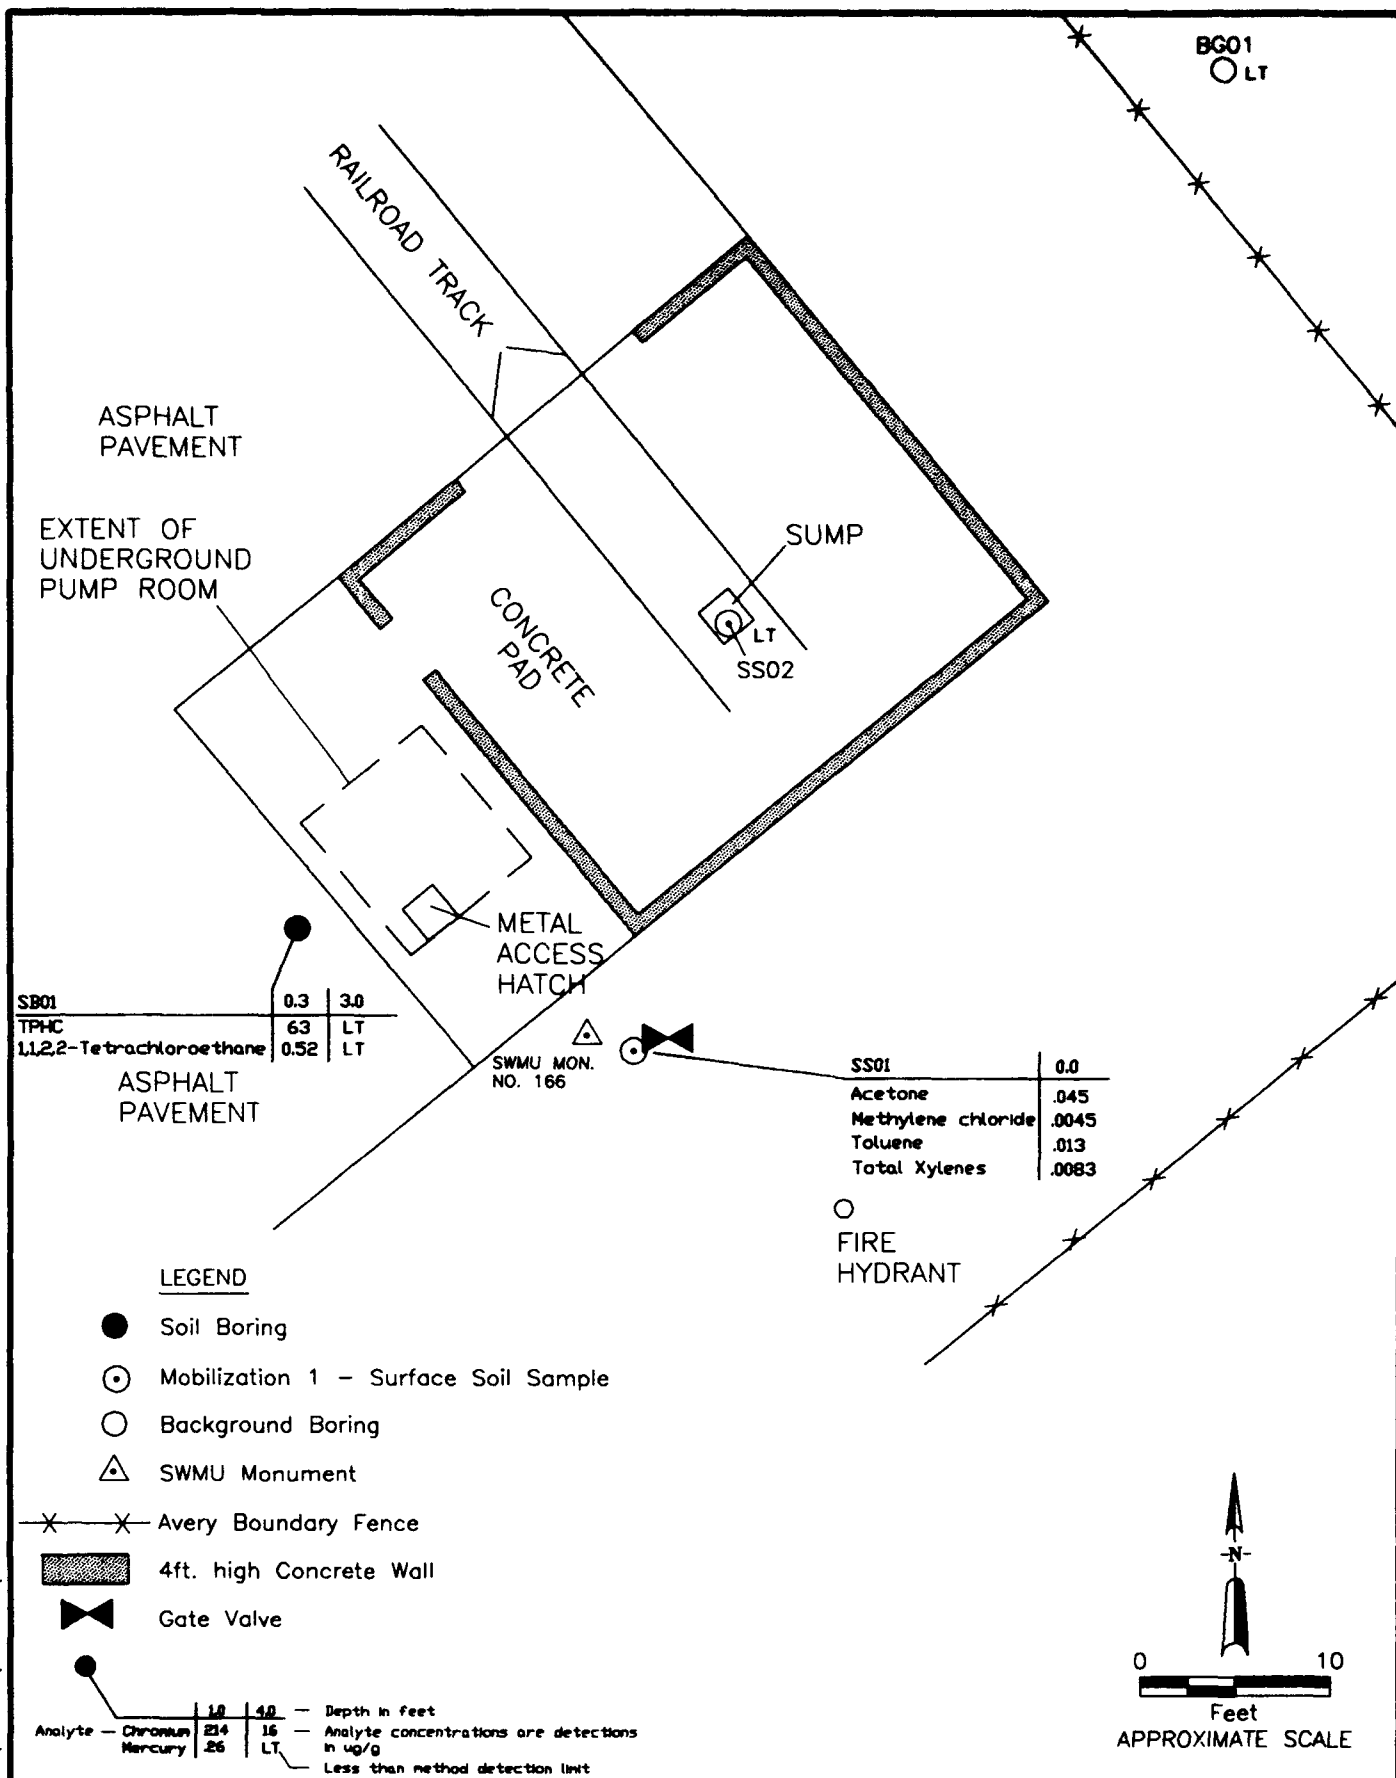 BG01
LT
RAILROAD TRACK
ASPHALT
PAVEMENT
EXTENT OF
UNDERGROUND
PUMP ROOM
SUMP
CONCRETE
PAD
LT
SS02
METAL
ACCESS
HATCH
SB01 0.3 3.0
TPHC 63 LT
1,1,2,2-Tetrachloroethane 0.52 LT
ASPHALT
PAVEMENT
SWMU MON.
NO. 166
SS01 0.0
Acetone .045
Methylene chloride .0045
Toluene .013
Total Xylenes .0083
FIRE
HYDRANT
LEGEND
Soil Boring
Mobilization 1 - Surface Soil Sample
Background Boring
SWMU Monument
Avery Boundary Fence
4ft. high Concrete Wall
Gate Valve
1.0 4.0 — Depth in feet
Analyte — Chromium 214 16 — Analyte concentrations are detections
Mercury .26 LT in ug/g
Less than method detection limit
N
0 10
Feet
APPROXIMATE SCALE